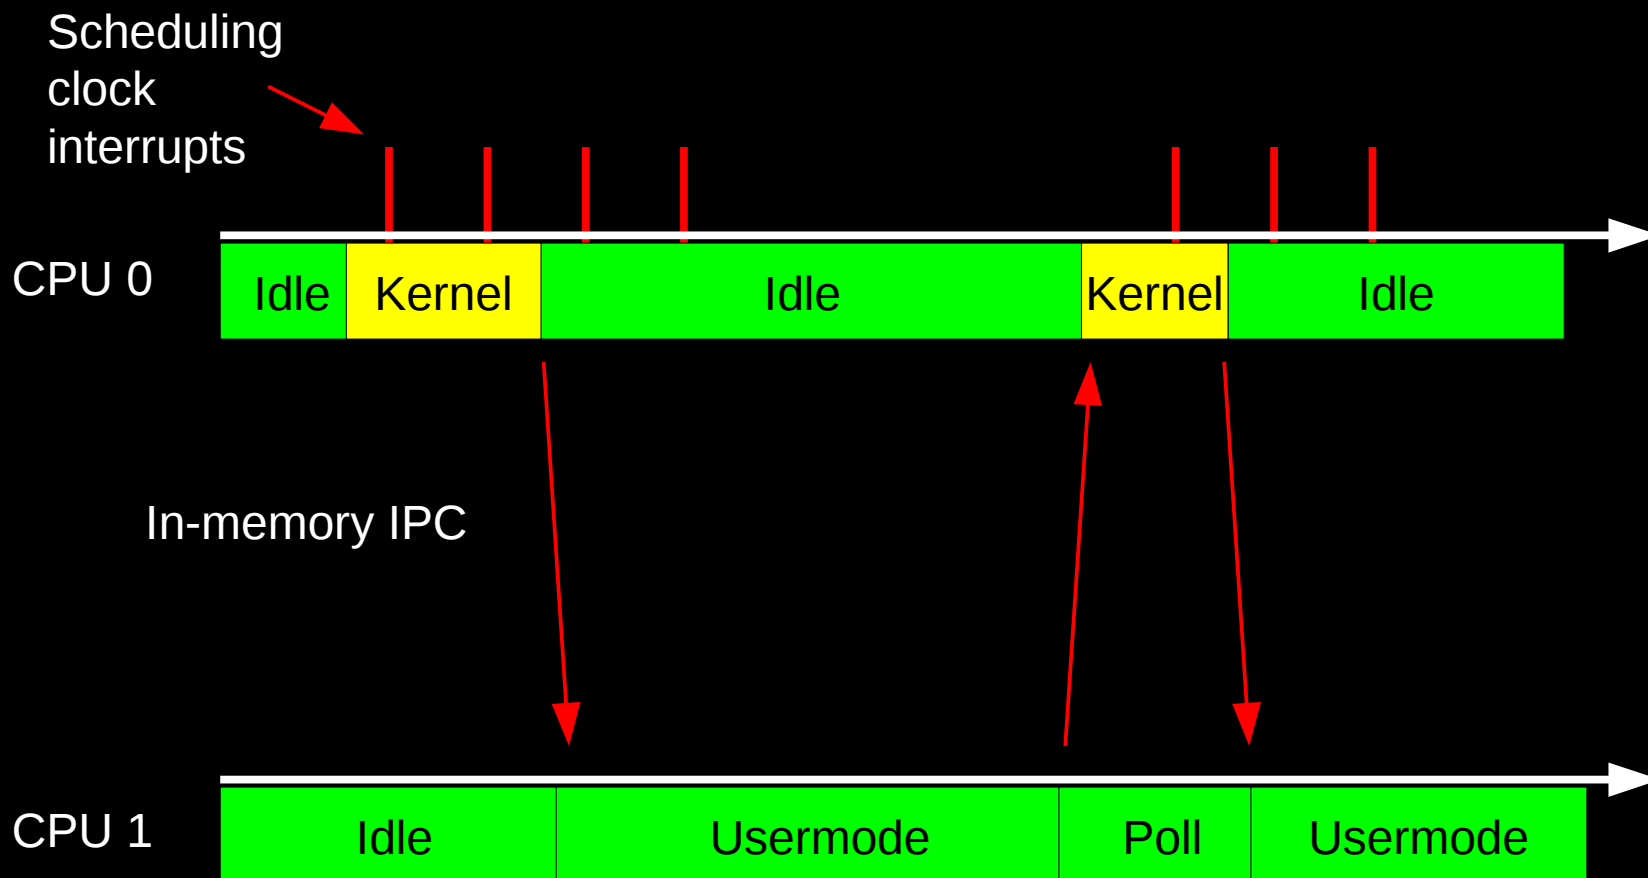 Scheduling
clock
interrupts
CPU 0
Idle
Kernel
Idle
Kernel
Idle
In-memory IPC
CPU 1
Idle
Usermode
Poll
Usermode